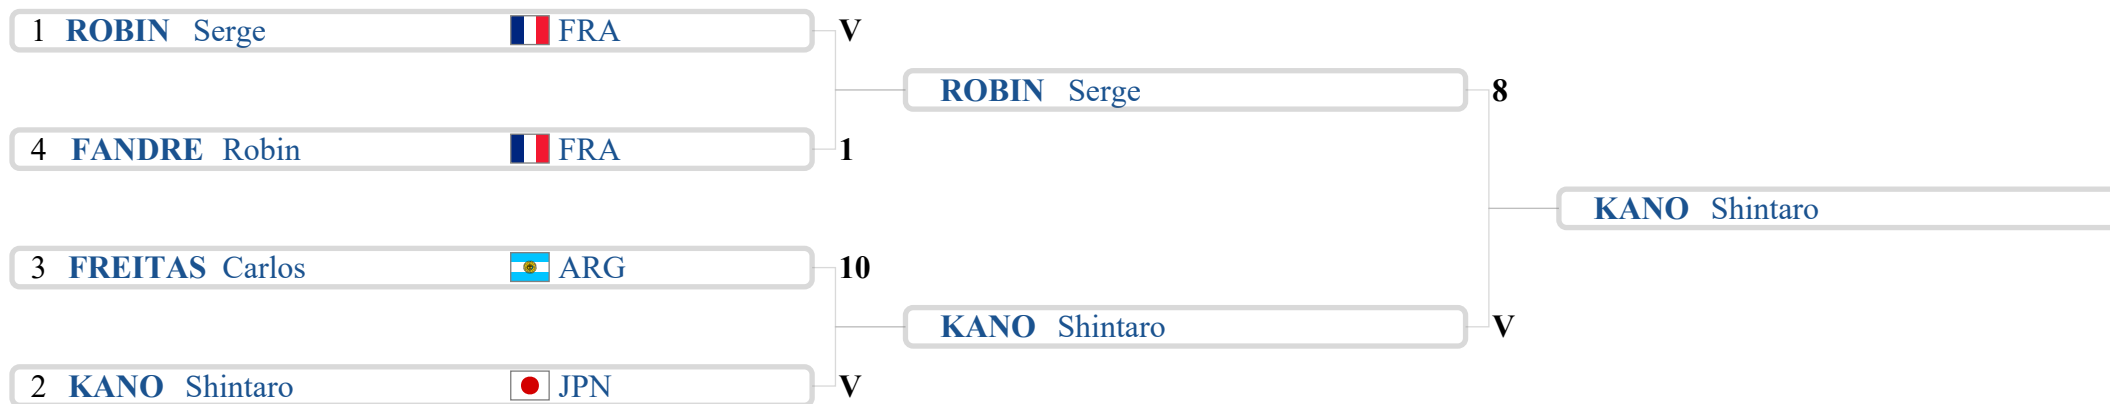 1 ROBIN Serge FRA V
ROBIN Serge 8
4 FANDRE Robin FRA 1
KANO Shintaro
3 FREITAS Carlos ARG 10
KANO Shintaro V
2 KANO Shintaro JPN V